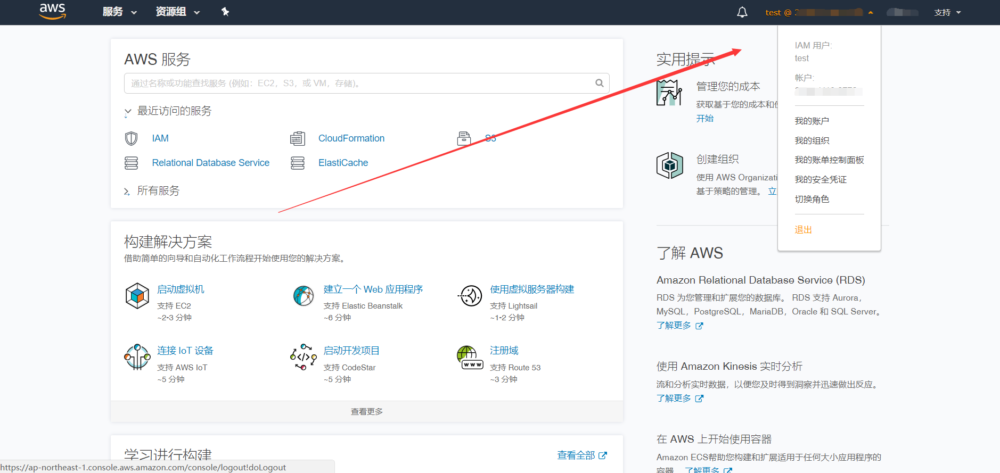 aws
服务
资源组
test @
支持
IAM 用户:
test
帐户:
我的账户
我的组织
我的账单控制面板
我的安全凭证
切换角色
退出
AWS 服务
通过名称或功能查找服务 (例如：EC2，S3，或 VM，存储)。
最近访问的服务
IAM
CloudFormation
S3
Relational Database Service
ElastiCache
所有服务
构建解决方案
借助简单的向导和自动化工作流程开始使用您的解决方案。
启动虚拟机
支持 EC2
~2-3 分钟
建立一个 Web 应用程序
支持 Elastic Beanstalk
~6 分钟
使用虚拟服务器构建
支持 Lightsail
~1-2 分钟
连接 IoT 设备
支持 AWS IoT
~5 分钟
启动开发项目
支持 CodeStar
~5 分钟
注册域
支持 Route 53
~3 分钟
www
查看更多
学习进行构建
查看全部
实用提示
管理您的成本
获取基于您的成本和使
开始
创建组织
使用 AWS Organizati
基于策略的管理。 立
了解 AWS
Amazon Relational Database Service (RDS)
RDS 为您管理和扩展您的数据库。 RDS 支持 Aurora，
MySQL，PostgreSQL，MariaDB，Oracle 和 SQL Server。
了解更多
使用 Amazon Kinesis 实时分析
流和分析实时数据，以便您及时得到洞察并迅速做出反应。
了解更多
在 AWS 上开始使用容器
Amazon ECS帮助您构建和扩展适用于任何大小应用程序的
容器。 了解更多
https://ap-northeast-1.console.aws.amazon.com/console/logout!doLogout